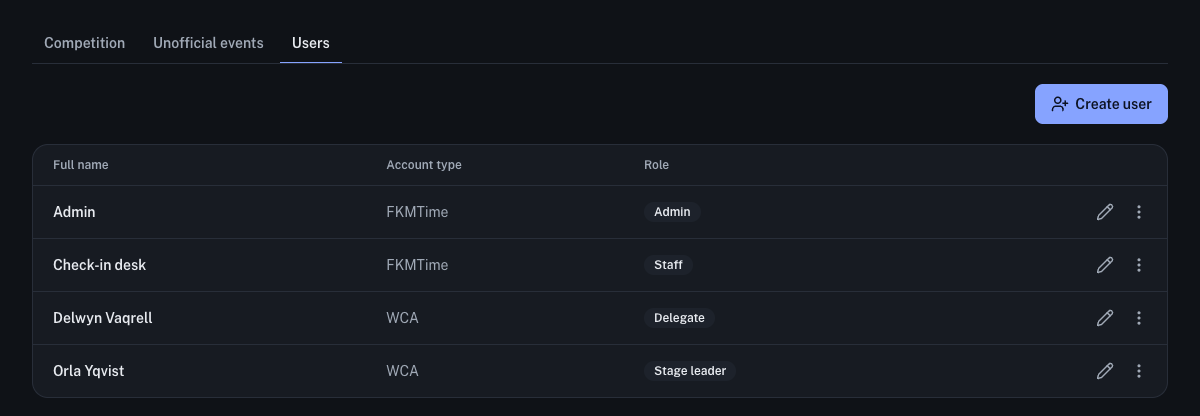 Competition Unofficial events Users
Create user
Full name Account type Role
Admin FKMTime Admin
Check-in desk FKMTime Staff
Delwyn Vaqrell WCA Delegate
Orla Yqvist WCA Stage leader